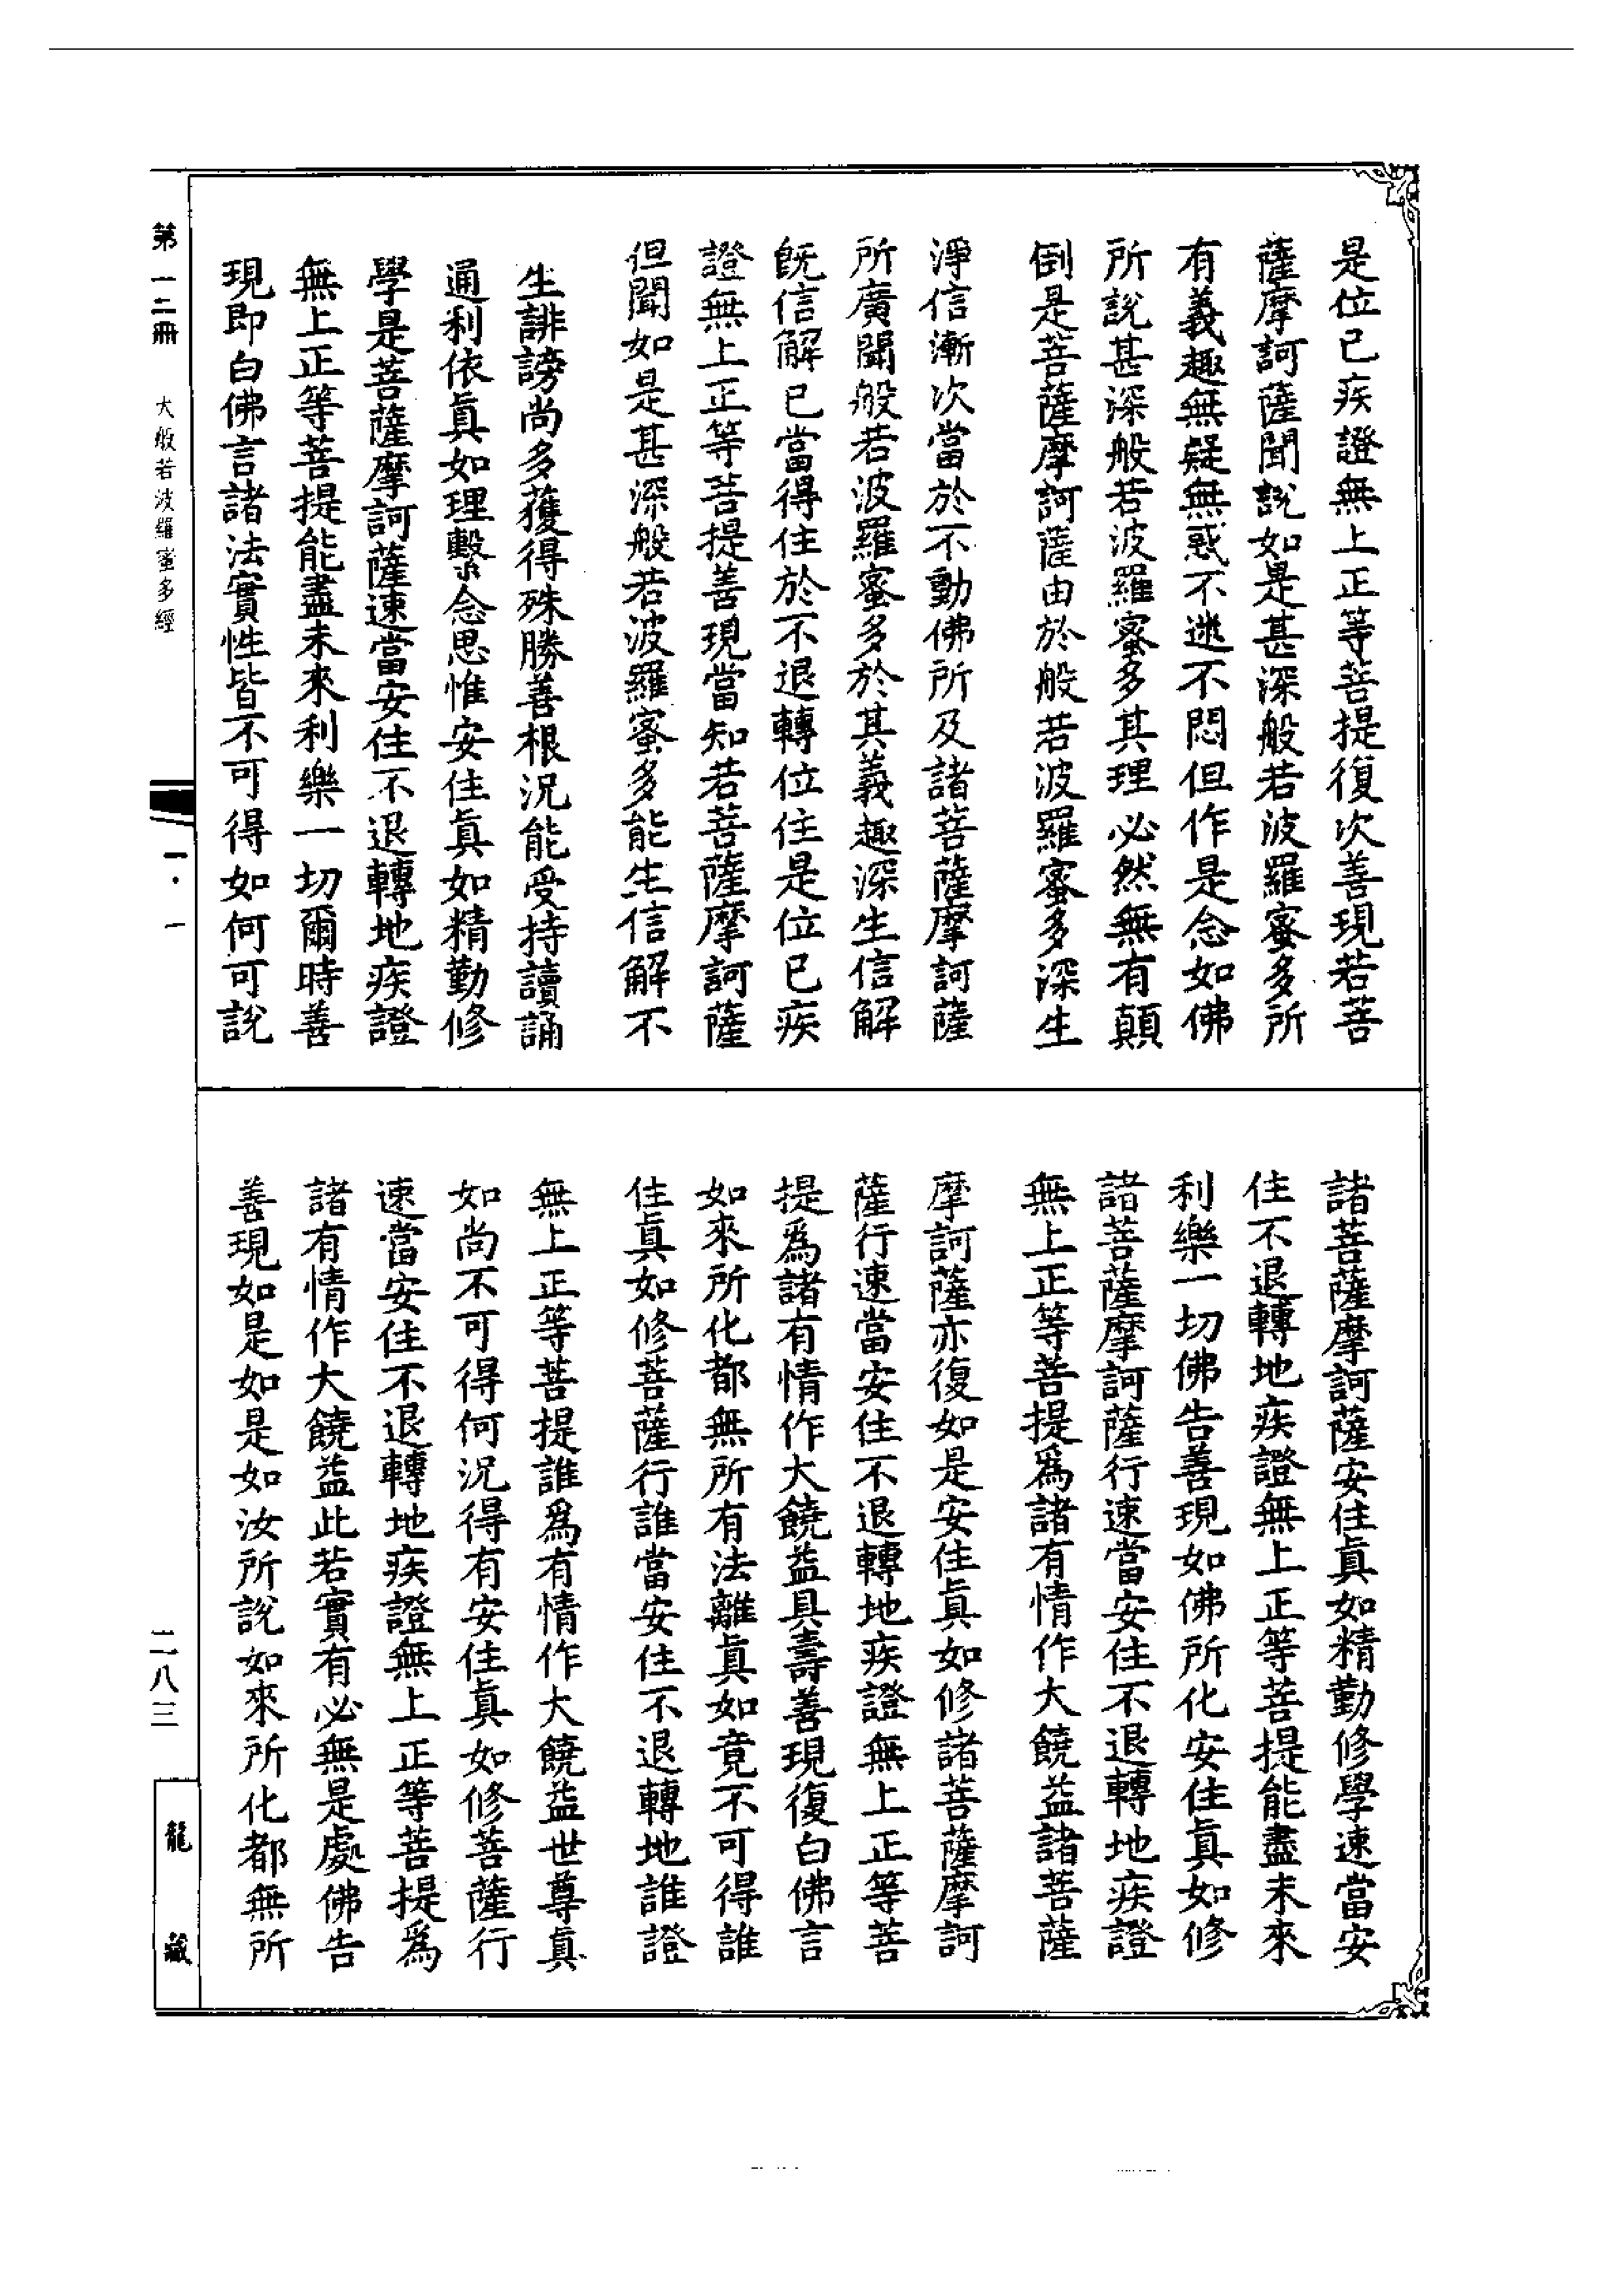 是位已疾證無上正等菩提復次善現若菩
薩摩訶薩聞說如是甚深般若波羅蜜多所
有義趣無疑無惑不迷不悶但作是念如佛
所說甚深般若波羅蜜多其理必然無有顛
倒是菩薩摩訶薩由於般若波羅蜜多深生
淨信漸次當於不動佛所及諸菩薩摩訶薩
所廣聞般若波羅蜜多於其義趣深生信解
既信解已當得住於不退轉位住是位已疾
證無上正等菩提善現當知若菩薩摩訶薩
但聞如是甚深般若波羅蜜多能生信解不
生誹謗尚多獲得殊勝善根況能受持讀誦
通利依眞如理繫念思惟安住眞如精勤修
學是菩薩摩訶薩速當安住不退轉地疾證
無上正等菩提能盡未來利樂一切爾時善
現即白佛言諸法實性皆不可得如何可說
諸菩薩摩訶薩安住眞如精勤修學速當安
住不退轉地疾證無上正等菩提能盡未來
利樂一切佛告善現如佛所化安住眞如修
諸菩薩摩訶薩行速當安住不退轉地疾證
無上正等菩提爲諸有情作大饒益諸菩薩
摩訶薩亦復如是安住眞如修諸菩薩摩訶
薩行速當安住不退轉地疾證無上正等菩
提爲諸有情作大饒益具壽善現復白佛言
如來所化都無所有法離眞如竟不可得誰
住眞如修菩薩行誰當安住不退轉地誰證
無上正等菩提誰爲有情作大饒益世尊眞
如尚不可得何況得有安住眞如修菩薩行
速當安住不退轉地疾證無上正等菩提爲
諸有情作大饒益此若實有必無是處佛告
善現如是如是如汝所說如來所化都無所
第一二冊 大般若波羅蜜多經 一·一
二八三
龍藏